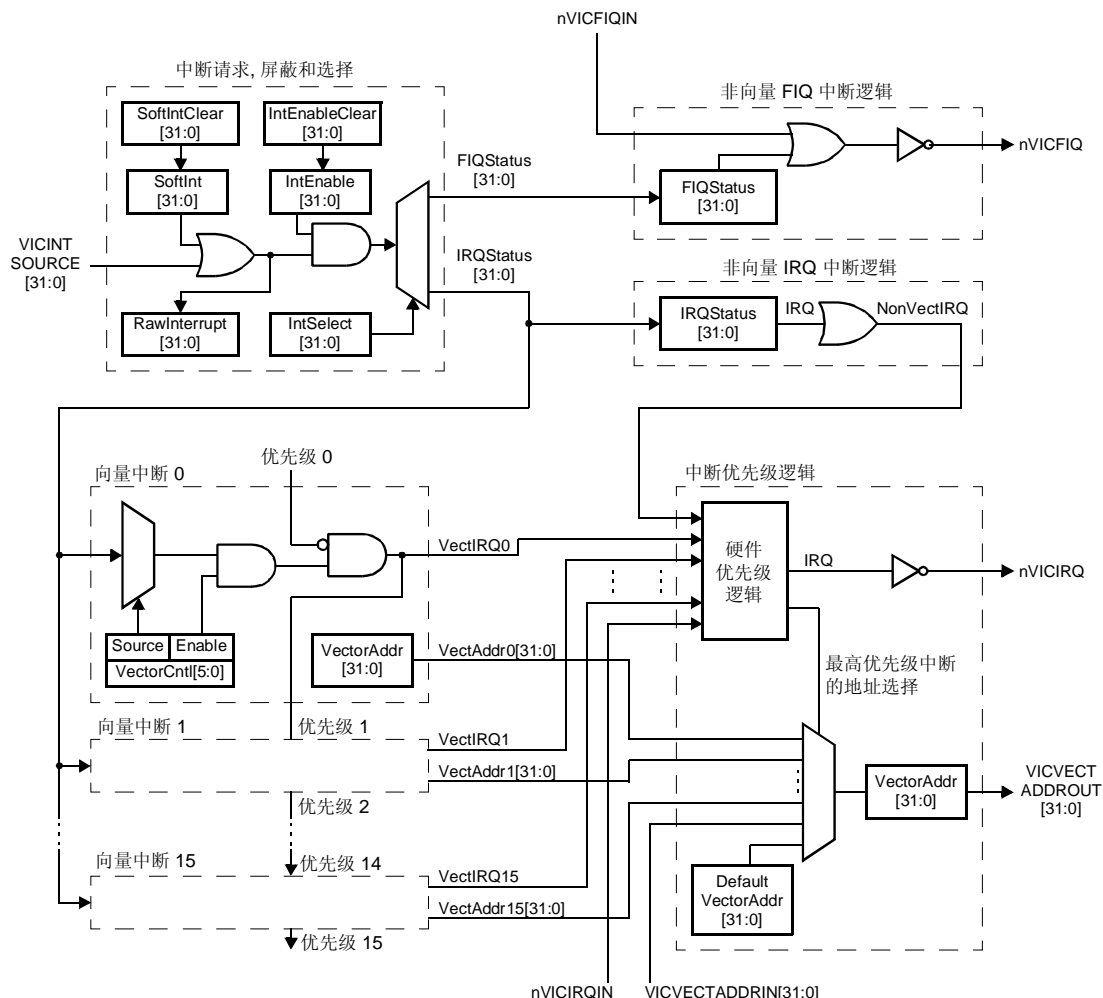 nVICFIQIN
中断请求, 屏蔽和选择
SoftIntClear
[31:0]
IntEnableClear
[31:0]
SoftInt
[31:0]
IntEnable
[31:0]
VICINT
SOURCE
[31:0]
RawInterrupt
[31:0]
IntSelect
[31:0]
FIQStatus
[31:0]
IRQStatus
[31:0]
非向量 FIQ 中断逻辑
FIQStatus
[31:0]
nVICFIQ
非向量 IRQ 中断逻辑
IRQStatus
[31:0]
IRQ
NonVectIRQ
向量中断 0
优先级 0
Source
Enable
VectorCntl[5:0]
VectorAddr
[31:0]
VectIRQ0
VectAddr0[31:0]
中断优先级逻辑
硬件
优先级
逻辑
IRQ
nVICIRQ
最高优先级中断
的地址选择
向量中断 1
优先级 1
VectIRQ1
VectAddr1[31:0]
优先级 2
VectorAddr
[31:0]
VICVECT
ADDROUT
[31:0]
向量中断 15
优先级 14
VectIRQ15
VectAddr15[31:0]
优先级 15
Default
VectorAddr
[31:0]
nVICIRQIN
VICVECTADDRIN[31:0]